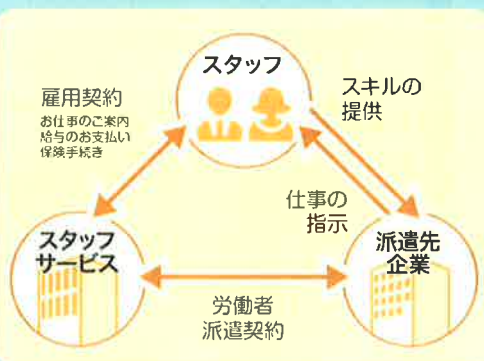 スタッフ
雇用契約
お仕事のご案内
給与のお支払い
保険手続き
スキルの
提供
仕事の
指示
スタッフ
サービス
派遣先
企業
労働者
派遣契約